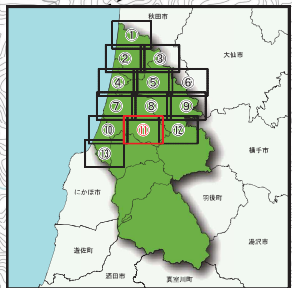 秋田市
①
大仙市
② ③
④ ⑤ ⑥
⑦ ⑧ ⑨
⑩ ⑪ ⑫
横手市
⑬
にかほ市
羽後町
湯沢市
遊佐町
酒田市
真室川町